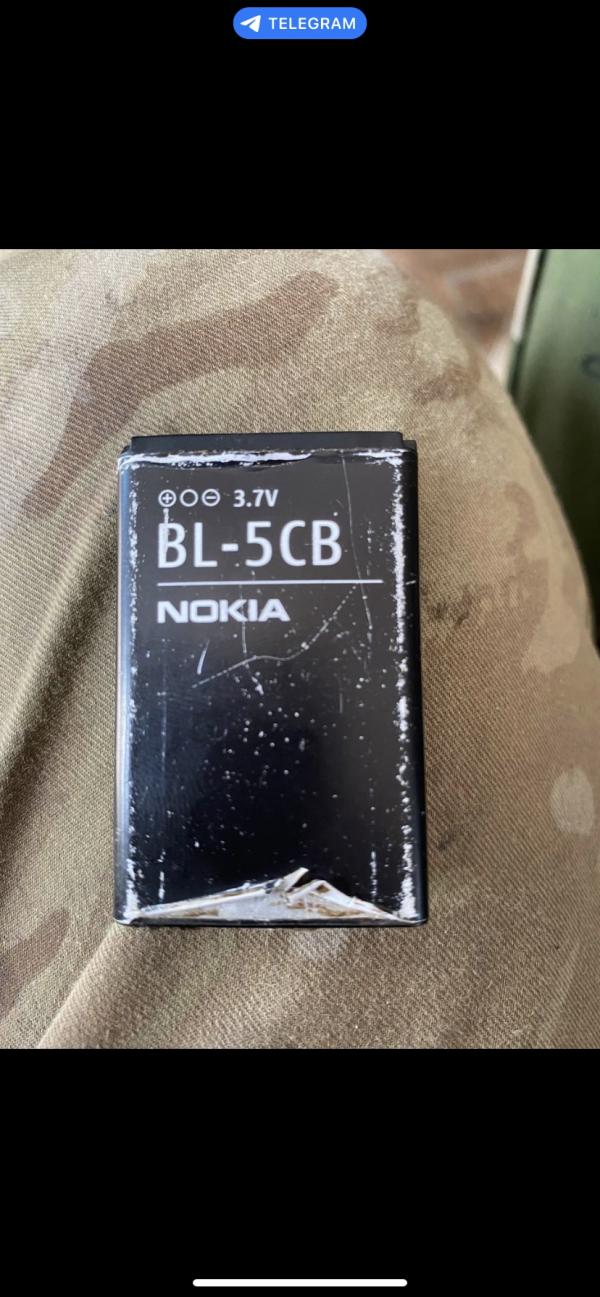 TELEGRAM
⊕○⊖ 3.7V
BL-5CB
NOKIA